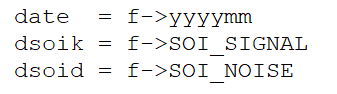 date  = f->yyyymm
dsoik = f->SOI_SIGNAL
dsoid = f->SOI_NOISE